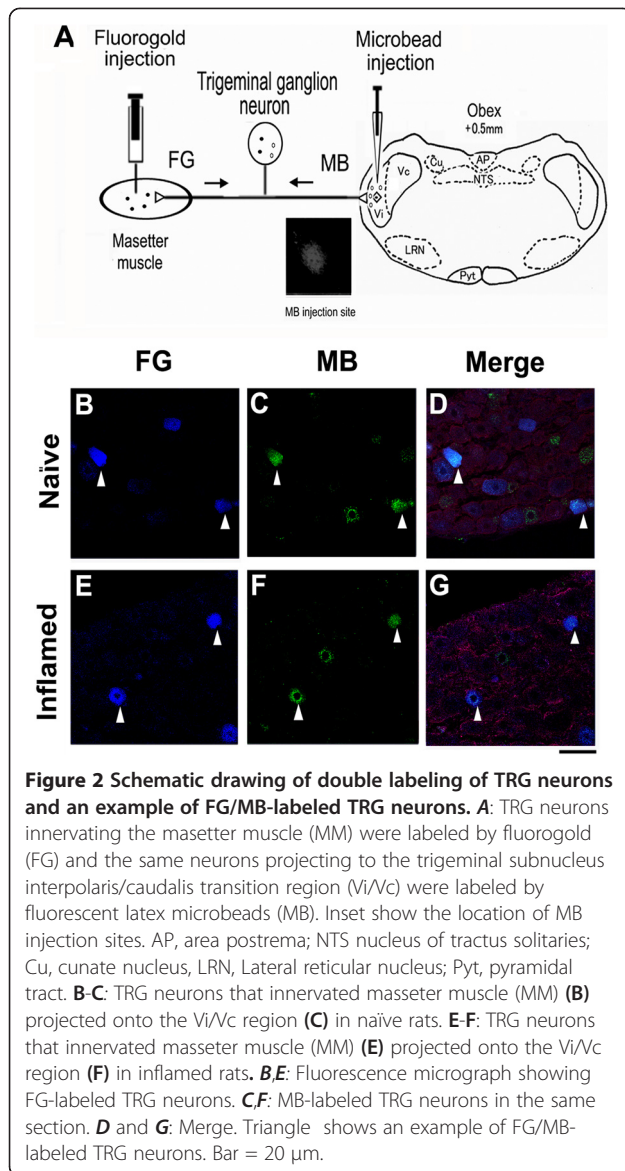 A
Fluorogold
injection
Microbead
injection
Trigeminal ganglion
neuron
Obex
+0.5mm
FG
MB
Masetter
muscle
Cu
AP
NTS
Vc
Vi
LRN
Pyt
MB injection site
FG MB Merge
Naïve
B C D
Inflamed
E F G
Figure 2 Schematic drawing of double labeling of TRG neurons
and an example of FG/MB-labeled TRG neurons. A: TRG neurons
innervating the masetter muscle (MM) were labeled by fluorogold
(FG) and the same neurons projecting to the trigeminal subnucleus
interpolaris/caudalis transition region (Vi/Vc) were labeled by
fluorescent latex microbeads (MB). Inset show the location of MB
injection sites. AP, area postrema; NTS nucleus of tractus solitaries;
Cu, cunate nucleus, LRN, Lateral reticular nucleus; Pyt, pyramidal
tract. B-C: TRG neurons that innervated masseter muscle (MM) (B)
projected onto the Vi/Vc region (C) in naïve rats. E-F: TRG neurons
that innervated masseter muscle (MM) (E) projected onto the Vi/Vc
region (F) in inflamed rats. B,E: Fluorescence micrograph showing
FG-labeled TRG neurons. C,F: MB-labeled TRG neurons in the same
section. D and G: Merge. Triangle shows an example of FG/MB-
labeled TRG neurons. Bar = 20 μm.